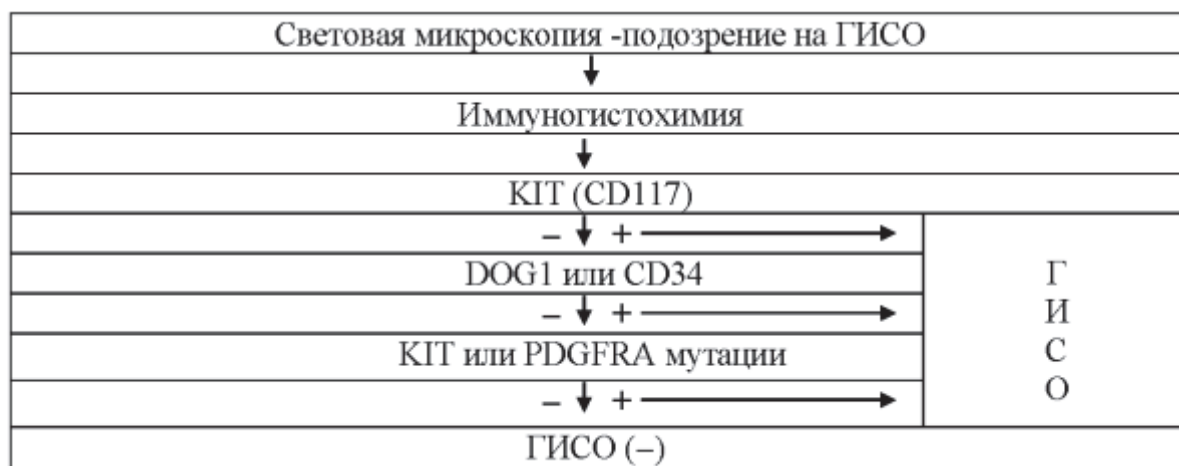 Световая микроскопия -подозрение на ГИСО
Иммуногистохимия
KIT (CD117)
– +
DOG1 или CD34
– +
KIT или PDGFRA мутации
– +
ГИСО (–)
Г
И
С
О